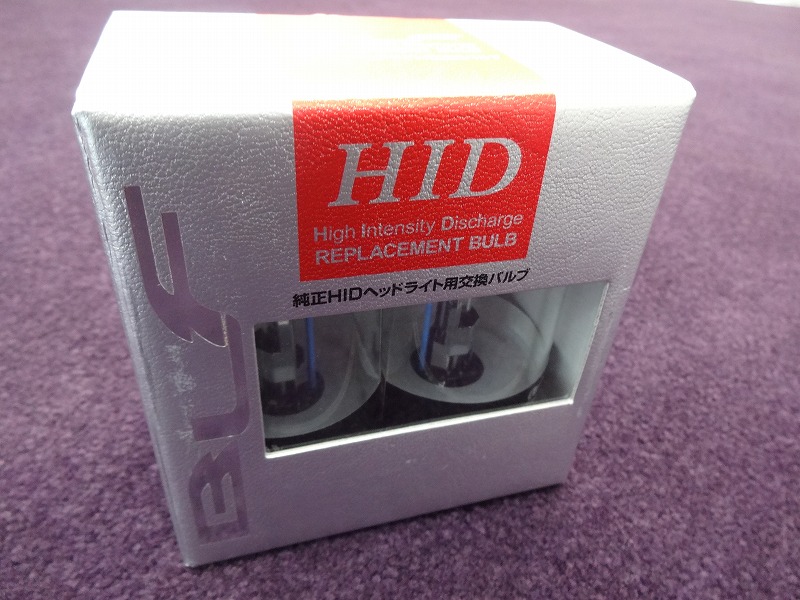 HID
High Intensity Discharge
REPLACEMENT BULB
純正HIDヘッドライト用交換バルブ